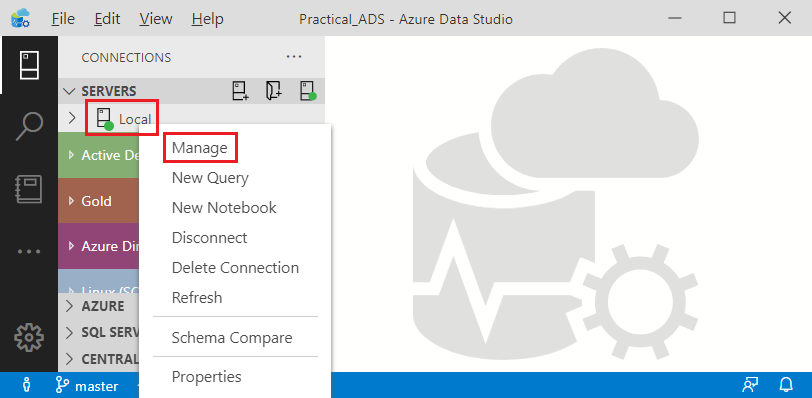 File Edit View Help Practical_ADS - Azure Data Studio
CONNECTIONS
SERVERS
Local
Active De
Manage
New Query
Gold
New Notebook
Azure Dir
Disconnect
Delete Connection
Linux (SC
Refresh
AZURE
SQL SERV
Schema Compare
CENTRAL
Properties
master